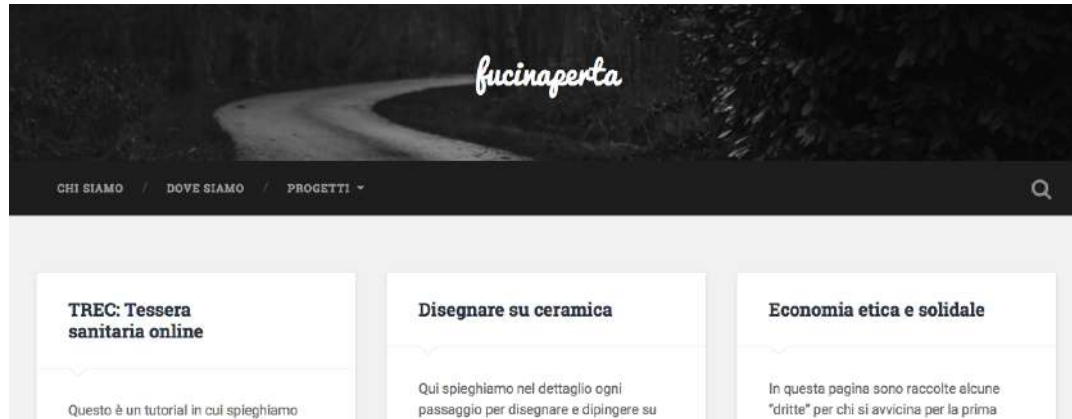 fucinaperta
CHI SIAMO / DOVE SIAMO / PROGETTI
TREC: Tessera
sanitaria online
Questo è un tutorial in cui spieghiamo
Disegnare su ceramica
Qui spieghiamo nel dettaglio ogni
passaggio per disegnare e dipingere su
Economia etica e solidale
In questa pagina sono raccolte alcune
"dritte" per chi si avvicina per la prima